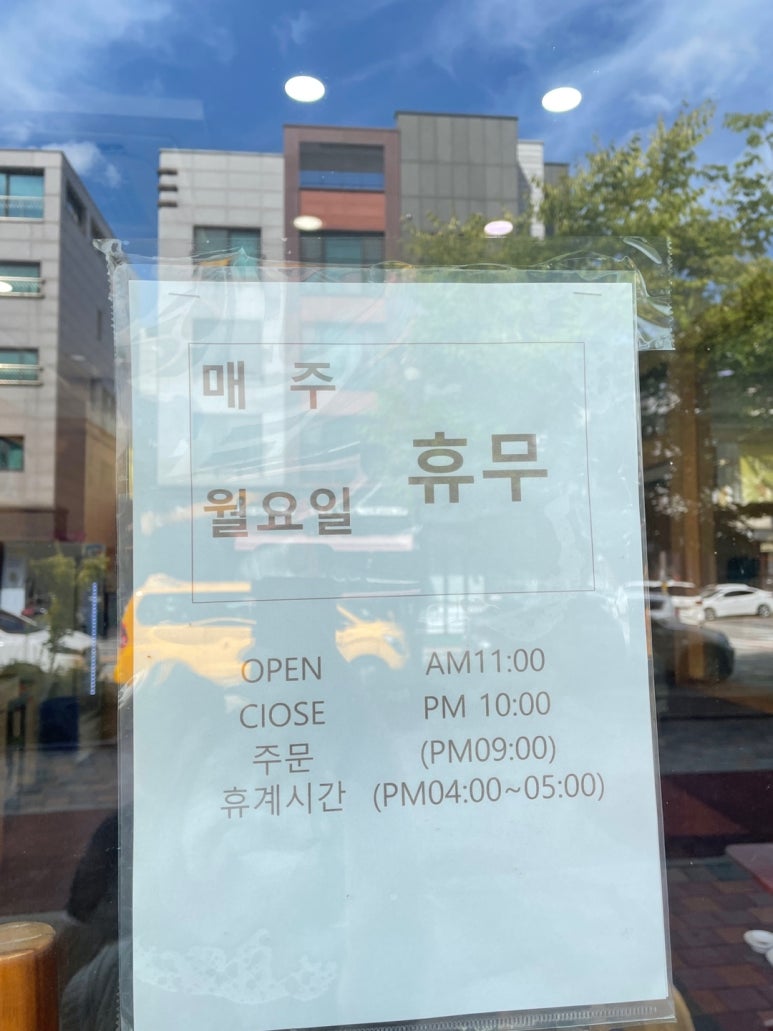 매 주
휴무
월요일
OPEN AM11:00
CIOSE PM 10:00
주문 (PM09:00)
휴계시간 (PM04:00~05:00)